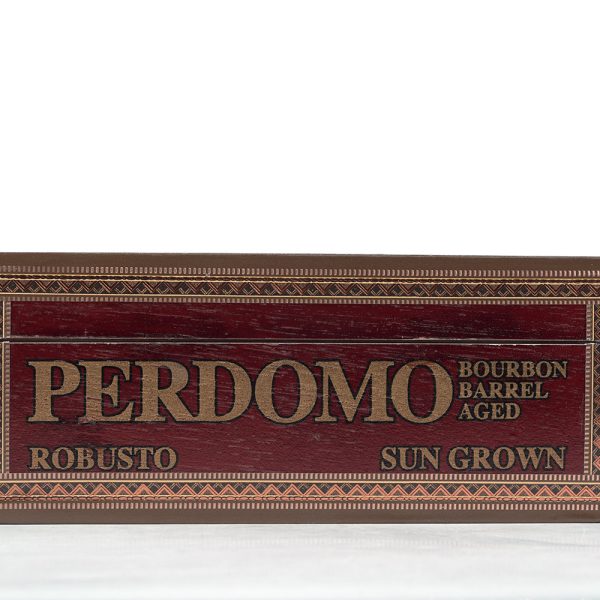 PERDOMO
BOURBON
BARREL
AGED
ROBUSTO
SUN GROWN